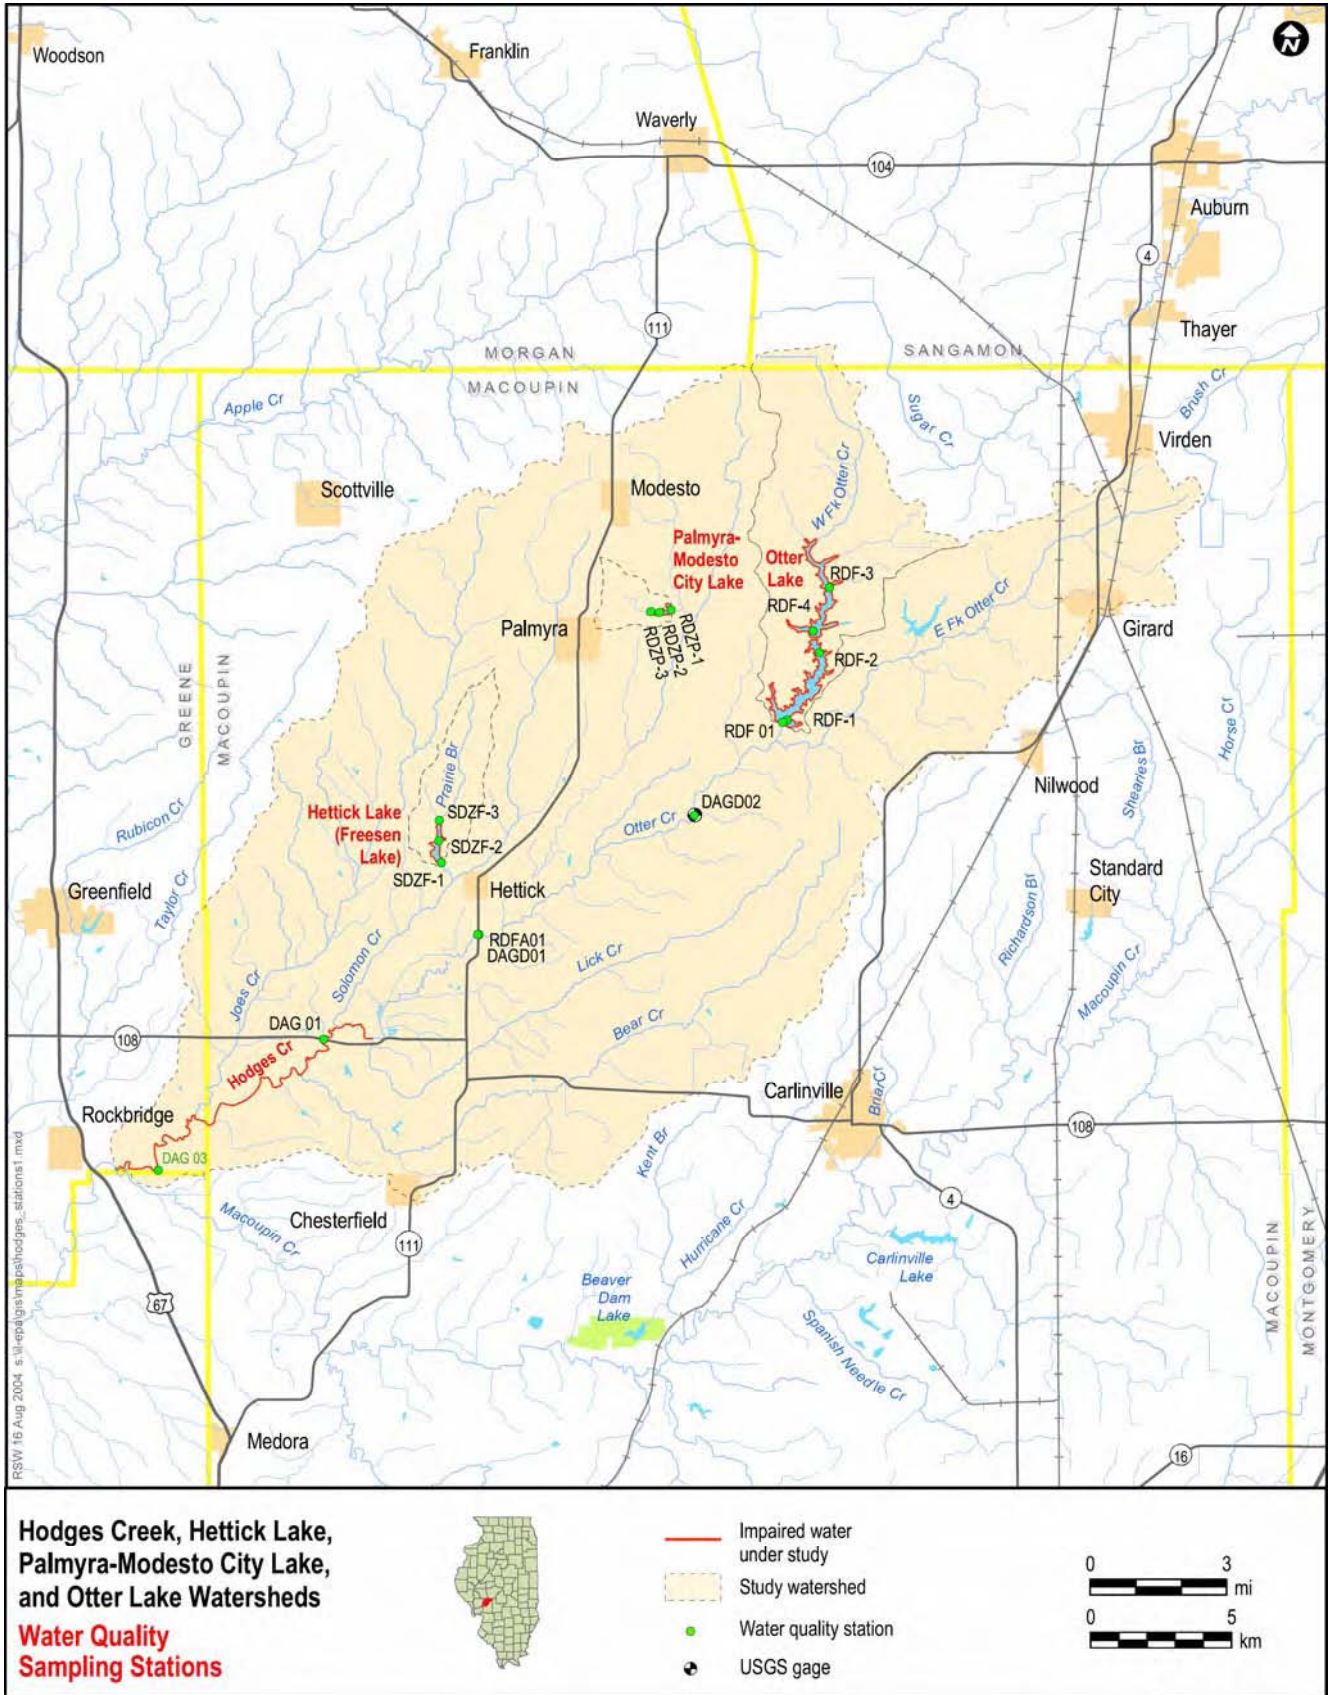 Woodson
Franklin
N
Waverly
104
Auburn
4
Thayer
111
MORGAN
SANGAMON
MACOUPIN
Apple Cr
Sugar Cr
Brush Cr
Virden
Scottville
Modesto
W Fk Otter Cr
Palmyra-
Modesto
City Lake
Otter
Lake
RDF-3
RDF-4
E Fk Otter Cr
Girard
Palmyra
RDZP-1
RDZP-2
RDZP-3
RDF-2
GREENE
MACOUPIN
RDF 01
RDF-1
Horse Cr
Prairie Br
Nilwood
Shearies Br
DAGD02
Hettick Lake
(Freesen
Lake)
SDZF-3
SDZF-2
SDZF-1
Otter Cr
Rubicon Cr
Standard
City
Greenfield
Taylor Cr
Hettick
Richardson Br
RDFA01
DAGD01
Solomon Cr
Lick Cr
Macoupin Cr
Joes Cr
DAG 01
Bear Cr
108
Hodges Cr
Carlinville
Briar Cr
Rockbridge
108
DAG 03
Kent Br
4
Chesterfield
Macoupin Cr
111
Hurricane Cr
Carlinville
Lake
MACOUPIN
MONTGOMERY
Beaver
Dam
Lake
67
Spanish Needle Cr
Medora
16
RSW 16 Aug 2004 s:\il-epa\gis\maps\hodges_stations1.mxd
Hodges Creek, Hettick Lake,
Palmyra-Modesto City Lake,
and Otter Lake Watersheds
Water Quality
Sampling Stations
Impaired water
under study
Study watershed
Water quality station
USGS gage
0 3
mi
0 5
km